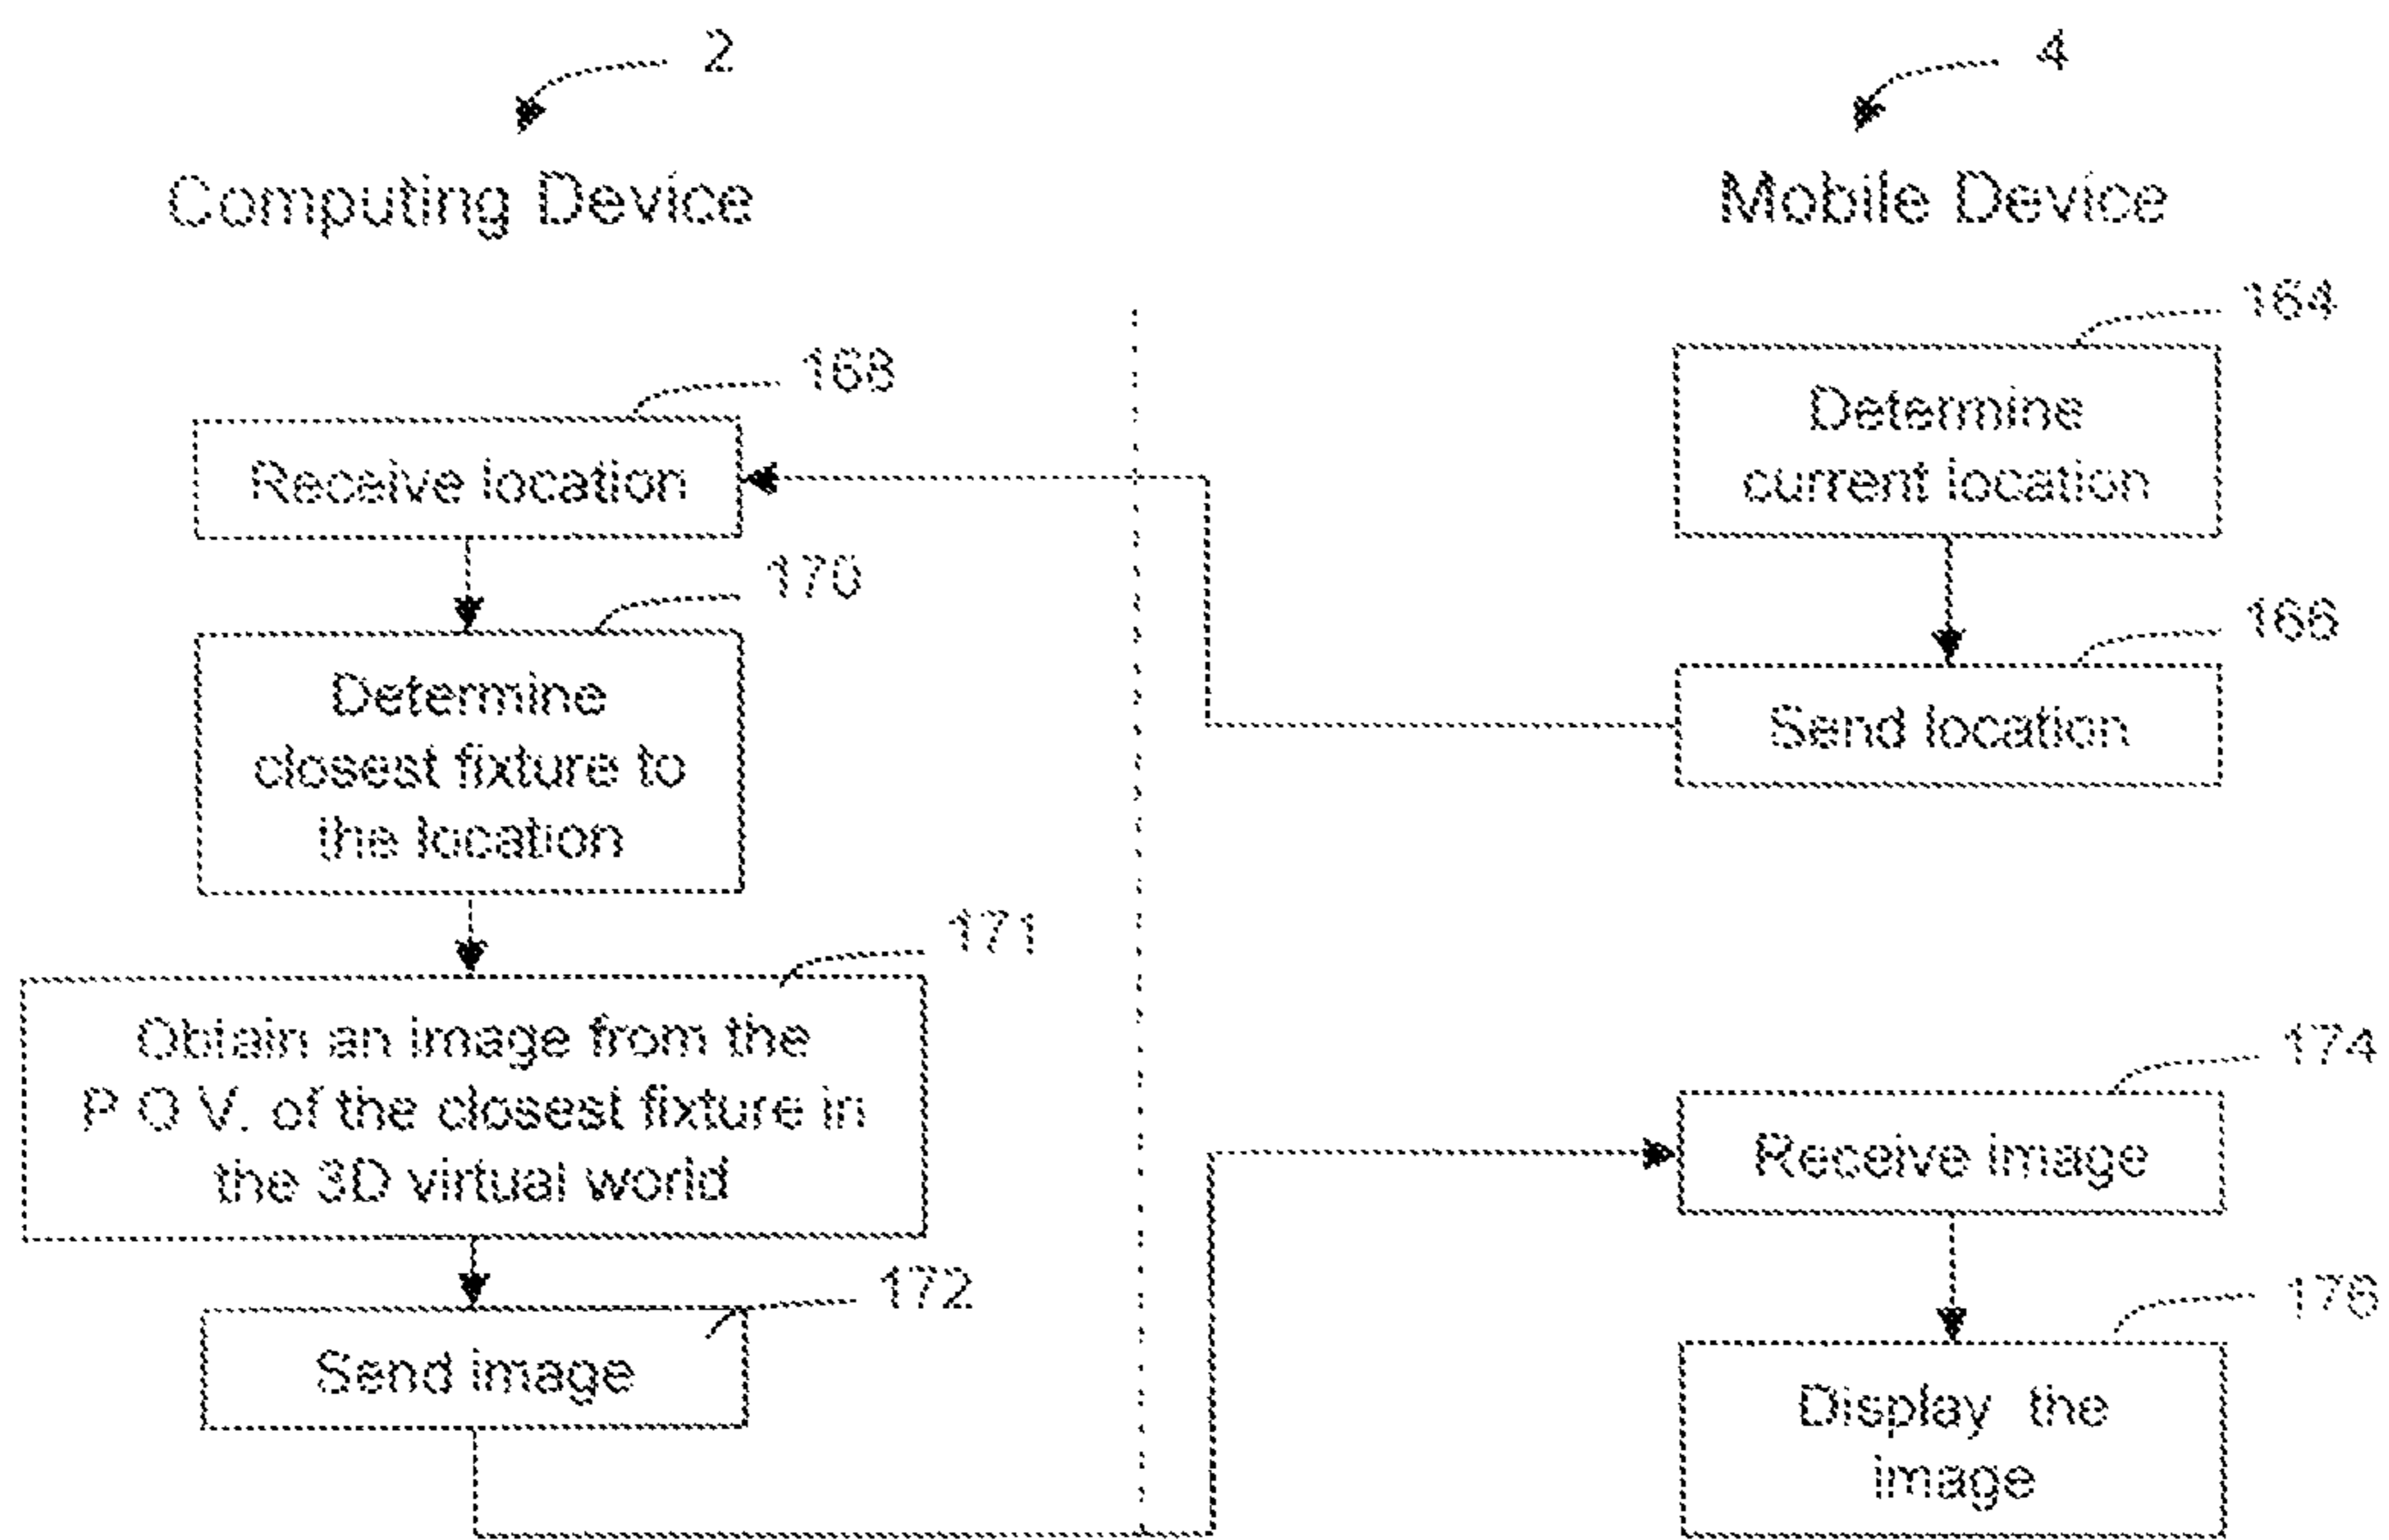 2
4
Computing Device
Mobile Device
164
Determine
current location
168
Receive location
166
Send location
170
Determine
closest fixture to
the location
171
Obtain an image from the
P O V. of the closest fixture in
the 3D virtual world
172
Send image
174
Receive image
176
Display the
image